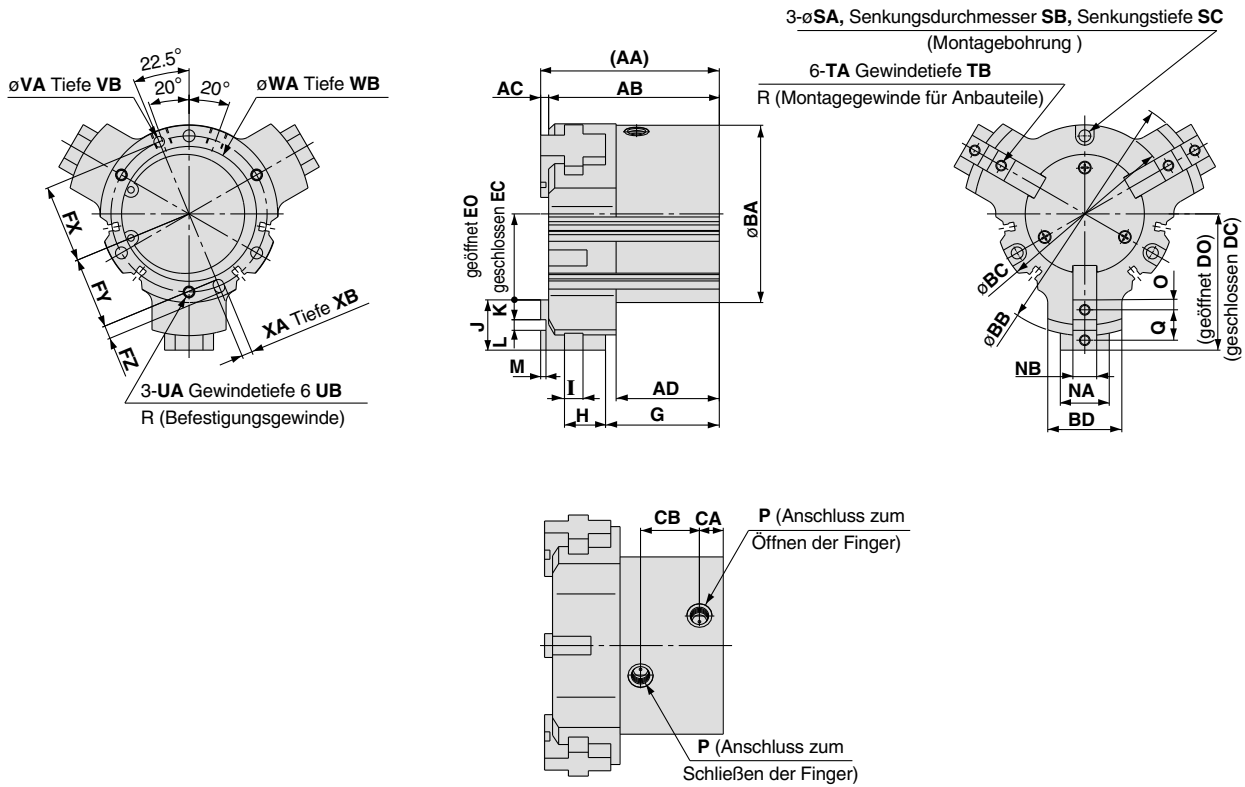 3-øSA, Senkungsdurchmesser SB, Senkungstiefe SC
(Montagebohrung )
6-TA Gewindetiefe TB
R (Montagegewinde für Anbauteile)
22.5°
20°
20°
øVA Tiefe VB
øWA Tiefe WB
FX
FY
FZ
XA Tiefe XB
3-UA Gewindetiefe 6 UB
R (Befestigungsgewinde)
(AA)
AC
AB
øBA
geöffnet EO
geschlossen EC
K
J
L
M
I
H
AD
G
øBC
øBB
O
Q
(geöffnet DO)
(geschlossen DC)
NB
NA
BD
CB
CA
P (Anschluss zum
Öffnen der Finger)
P (Anschluss zum
Schließen der Finger)